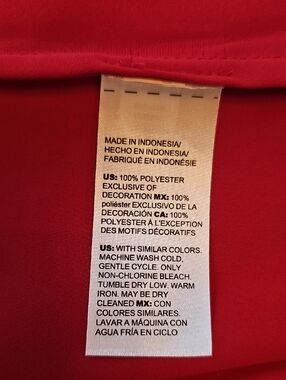 MADE IN INDONESIA/
HECHO EN INDONESIA/
FABRIQUÉ EN INDONÉSIE
US: 100% POLYESTER
EXCLUSIVE OF
DECORATION MX: 100%
poliéster EXCLUSIVO DE LA
DECORACIÓN CA: 100%
POLYESTER À L'EXCEPTION
DES MOTIFS DÉCORATIFS
US: WITH SIMILAR COLORS.
MACHINE WASH COLD,
GENTLE CYCLE. ONLY
NON-CHLORINE BLEACH.
TUMBLE DRY LOW. WARM
IRON. MAY BE DRY
CLEANED MX: CON
COLORES SIMILARES.
LAVAR A MÁQUINA CON
AGUA FRÍA EN CICLO